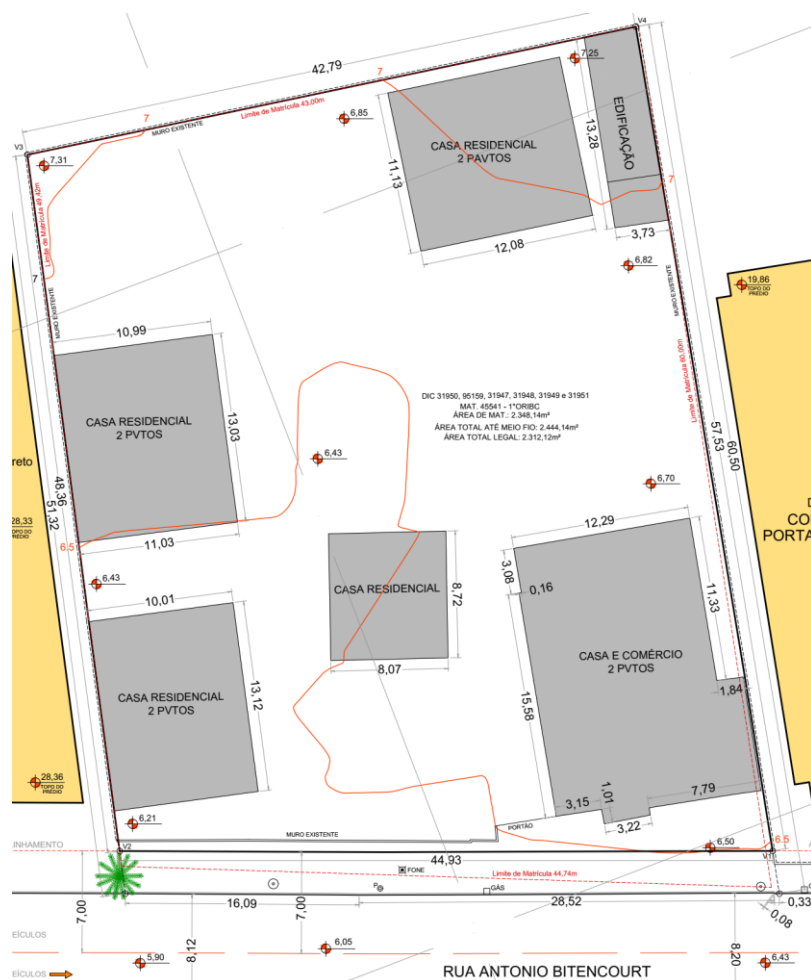 V4
42,79
7
7,25
7
Limite de Matrícula 43,00m
MURO EXISTENTE
6,85
EDIFICAÇÃO
V3
7,31
CASA RESIDENCIAL
2 PAVTOS
13,28
11,13
7
Limite de Matrícula 49,42m
12,08
3,73
7
6,82
19,86
TOPO DO
PRÉDIO
MURO EXISTENTE
MURO EXISTENTE
10,99
Limite de Matrícula 60,00m
DIC 31950, 95159, 31947, 31948, 31949 e 31951
MAT. 45541 - 1°ORIBC
ÁREA DE MAT.: 2.348,14m²
ÁREA TOTAL ATÉ MEIO FIO: 2.444,14m²
ÁREA TOTAL LEGAL: 2.312,12m²
CASA RESIDENCIAL
2 PVTOS
13,03
57,53
60,50
reto
6,43
48,36
51,32
6,70
28,33
TOPO DO
PRÉDIO
12,29
D
CO
PORTA
11,03
6.5
3,08
0,16
11,33
6,43
CASA RESIDENCIAL
8,72
10,01
8,07
CASA E COMÉRCIO
2 PVTOS
CASA RESIDENCIAL
2 PVTOS
13,12
15,58
1,84
28,36
TOPO DO
PRÉDIO
7,79
3,15
1,01
3,22
6,21
PORTÃO
MURO EXISTENTE
6,50
6.5
LINHAMENTO
V2
44,93
V1
FONE
Limite de Matrícula 44,74m
P
GÁS
16,09
28,52
0,33
0,08
7,00
7,00
8,12
8,20
EÍCULOS
6,05
5,90
6,43
EÍCULOS
RUA ANTONIO BITENCOURT